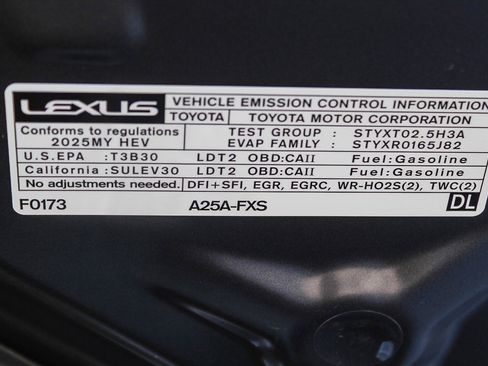 LEXUS VEHICLE EMISSION CONTROL INFORMATION
TOYOTA TOYOTA MOTOR CORPORATION
Conforms to regulations TEST GROUP : STYXT02.5H3A
2025MY HEV EVAP FAMILY : STYXR0165J82
U.S.EPA :T3B30 LDT2 OBD:CAII Fuel:Gasoline
California :SULEV30 LDT2 OBD:CAII Fuel:Gasoline
No adjustments needed. DFI+SFI, EGR, EGRC, WR-HO2S(2), TWC(2)
F0173 A25A-FXS DL